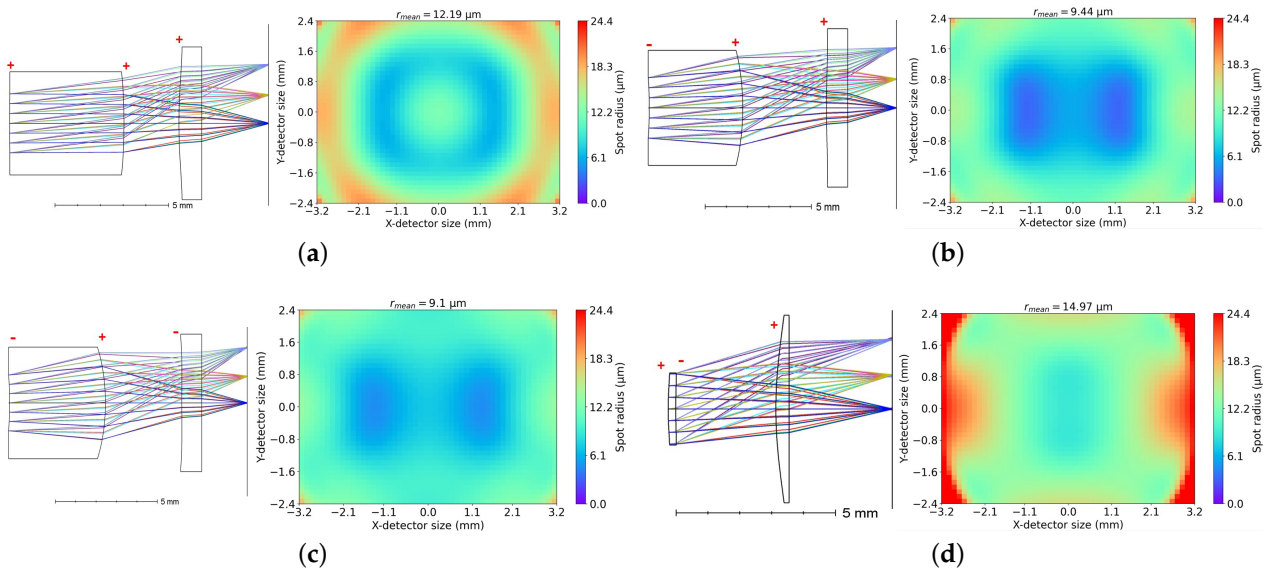 + + +
5 mm
r_mean = 12.19 µm
Y-detector size (mm)
2.4
1.6
0.8
0.0
−0.8
−1.6
−2.4
−3.2 −2.1 −1.1 0.0 1.1 2.1 3.2
X-detector size (mm)
24.4
18.3
12.2
6.1
0.0
Spot radius (µm)
(a)
- + +
5 mm
r_mean = 9.44 µm
Y-detector size (mm)
2.4
1.6
0.8
0.0
−0.8
−1.6
−2.4
−3.2 −2.1 −1.1 0.0 1.1 2.1 3.2
X-detector size (mm)
24.4
18.3
12.2
6.1
0.0
Spot radius (µm)
(b)
- + -
5 mm
r_mean = 9.1 µm
Y-detector size (mm)
2.4
1.6
0.8
0.0
−0.8
−1.6
−2.4
−3.2 −2.1 −1.1 0.0 1.1 2.1 3.2
X-detector size (mm)
24.4
18.3
12.2
6.1
0.0
Spot radius (µm)
(c)
+ - +
5 mm
r_mean = 14.97 µm
Y-detector size (mm)
2.4
1.6
0.8
0.0
−0.8
−1.6
−2.4
−3.2 −2.1 −1.1 0.0 1.1 2.1 3.2
X-detector size (mm)
24.4
18.3
12.2
6.1
0.0
Spot radius (µm)
(d)